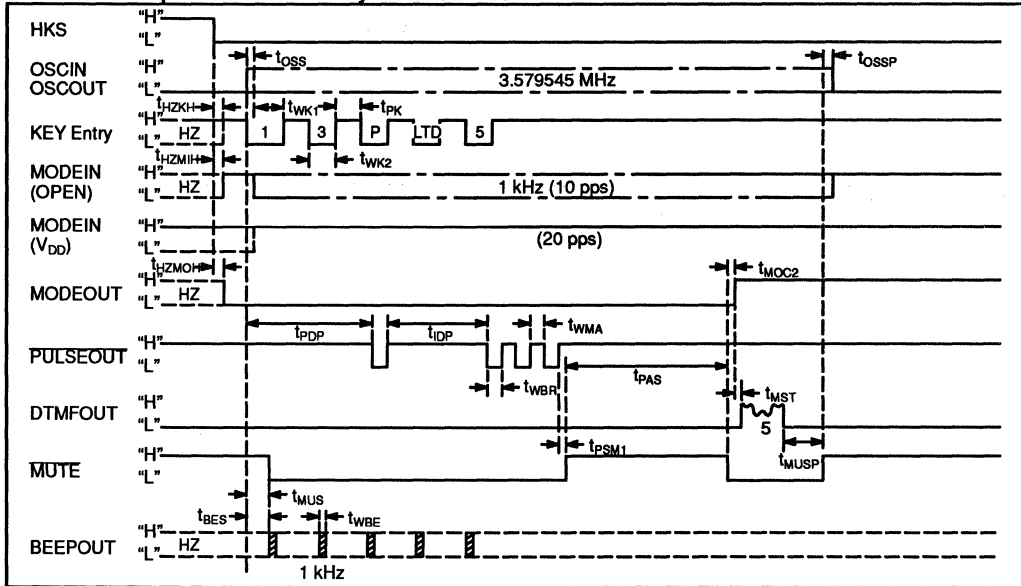 HKS "H"
"L"
tOSS tOSSP
OSCIN "H"
OSCOUT "L" 3.579545 MHz
tHZKH tWK1 tPK
KEY Entry "H"
"L" HZ 1 3 P LTD 5
tHZMIH tWK2
MODEIN "H"
(OPEN) "L" HZ 1 kHz (10 pps)
MODEIN "H"
(VDD) "L" (20 pps)
tHZMOH tMOC2
MODEOUT "H"
"L" HZ
tPDP tIDP tWMA
PULSEOUT "H"
"L"
tWBR tPAS tMST
DTMFOUT "H"
"L" 5
tPSM1 tMUSP
MUTE "H"
"L"
tMUS
tBES tWBE
BEEPOUT "H"
"L" HZ
1 kHz